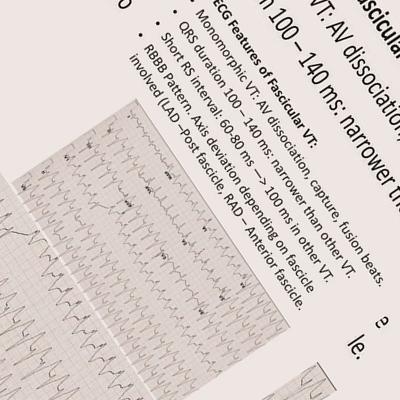 ECG Features of Fascicular VT:
• Monomorphic VT: AV dissociation, capture, fusion beats.
• QRS duration 100 – 140 ms: narrower than other VT.
• Short RS interval: 60-80 ms —> 100 ms in other VT.
• RBBB Pattern. Axis deviation depending on fascicle
involved (LAD –Post fascicle, RAD – Anterior fascicle.
VT: AV dissociation,
100 – 140 ms: narrower th
e
le.